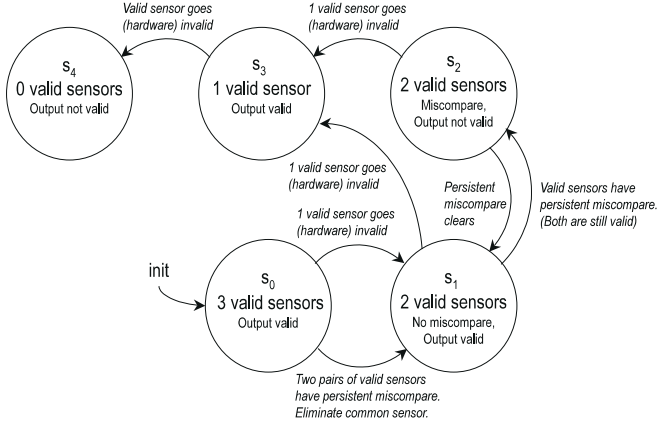 Valid sensor goes
(hardware) invalid
1 valid sensor goes
(hardware) invalid
S4
0 valid sensors
Output not valid
S3
1 valid sensor
Output valid
S2
2 valid sensors
Miscompare,
Output not valid
1 valid sensor goes
(hardware) invalid
Persistent
miscompare
clears
Valid sensors have
persistent miscompare.
(Both are still valid)
1 valid sensor goes
(hardware) invalid
init
S0
3 valid sensors
Output valid
S1
2 valid sensors
No miscompare,
Output valid
Two pairs of valid sensors
have persistent miscompare.
Eliminate common sensor.